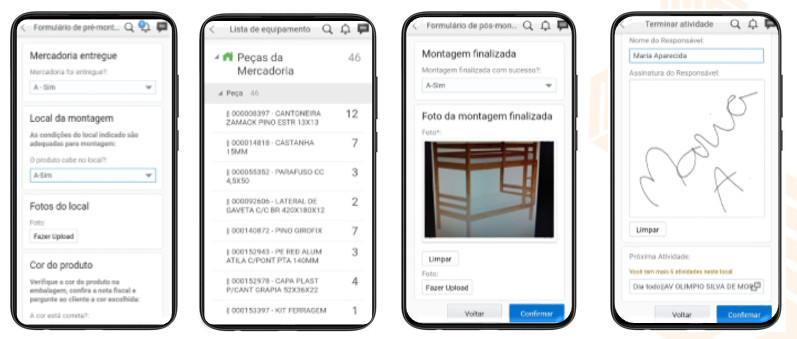 Formulário de pré-mont...
Mercadoria entregue
Mercadoria foi entregue?:
A - Sim
Local da montagem
As condições do local indicado são
adequadas para montagem:
O produto cabe no local?:
A-Sim
Fotos do local
Foto:
Fazer Upload
Cor do produto
Verifique a cor do produto na
embalagem, confira a nota fiscal e
pergunte ao cliente a cor escolhida:
A cor está correta?:
Lista de equipamento
Peças da
Mercadoria
46
Peça 46
000008397 - CANTONEIRA
ZAMACK PINO ESTR 13X13
12
000014818 - CASTANHA
15MM
7
000055352 - PARAFUSO CC
4,5X50
3
000092606 - LATERAL DE
GAVETA C/C BR 420X180X12
2
000140872 - PINO GIROFIX
7
000152943 - PE RED ALUM
ATILA C/PONT PTA 140MM
3
000152978 - CAPA PLAST
P/CANT GRAPIA 52X36X22
4
000153397 - KIT FERRAGEM
1
Formulário de pós-mon...
Montagem finalizada
Montagem finalizada com sucesso?:
A-Sim
Foto da montagem finalizada
Foto*:
Limpar
Foto:
Fazer Upload
Voltar
Confirmar
Terminar atividade
Nome do Responsável:
Maria Aparecida
Assinatura do Responsável:
Maria
A
Limpar
Próxima Atividade:
Você tem mais 6 atividades neste local
Dia todo||AV OLIMPIO SILVA DE
Voltar
Confirmar